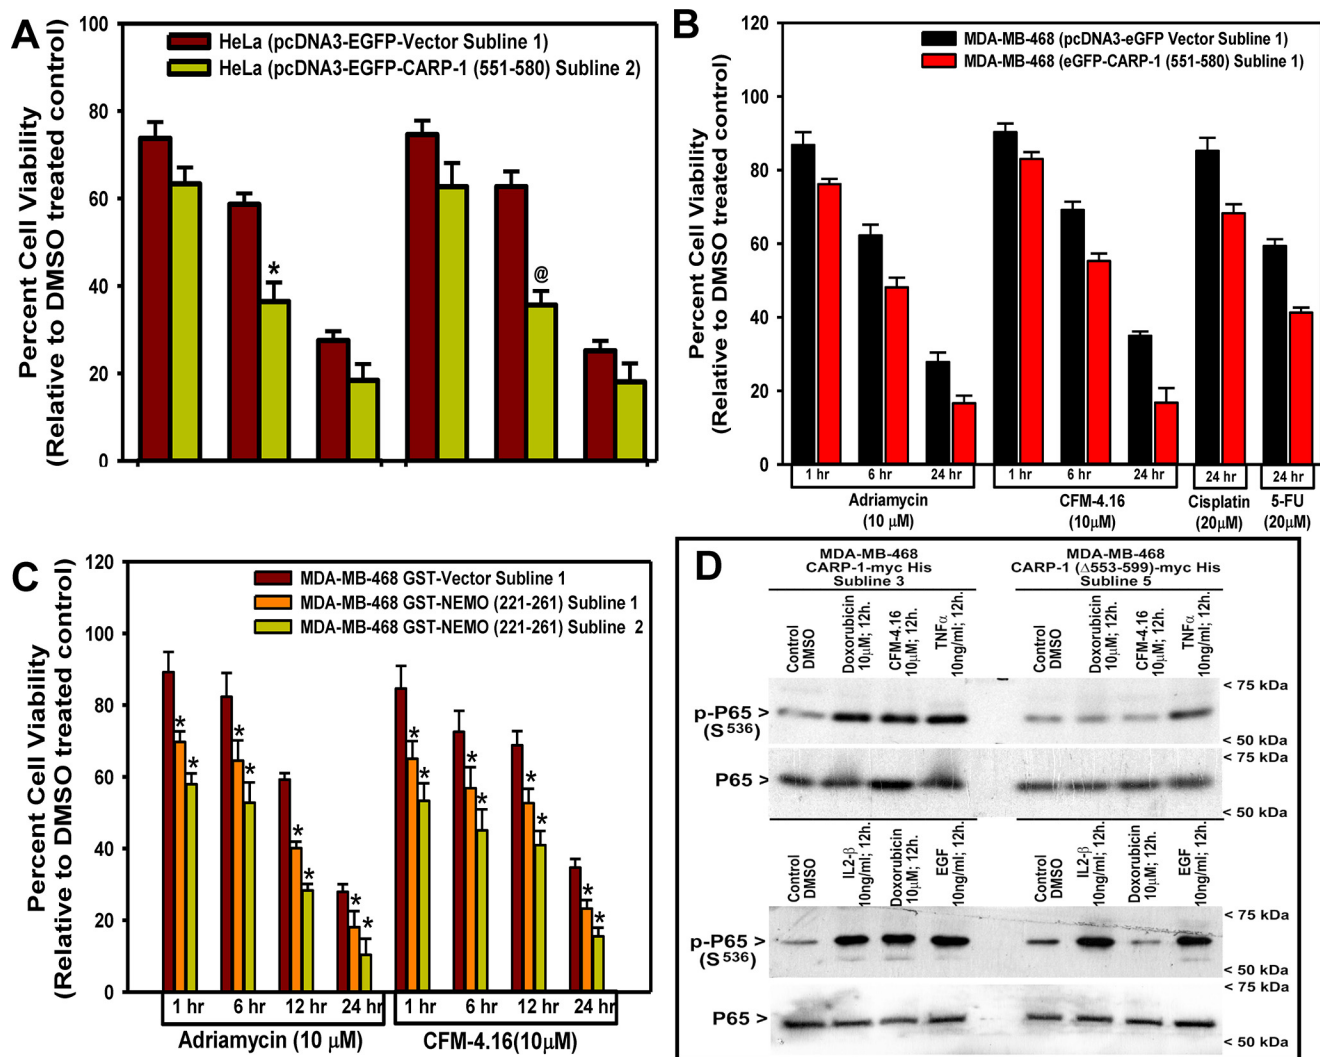 A
Percent Cell Viability
(Relative to DMSO treated control)
100
80
60
40
20
0
HeLa (pcDNA3-EGFP-Vector Subline 1)
HeLa (pcDNA3-EGFP-CARP-1 (551-580) Subline 2)
*
@
B
Percent Cell Viability
(Relative to DMSO treated control)
120
100
80
60
40
20
0
MDA-MB-468 (pcDNA3-eGFP Vector Subline 1)
MDA-MB-468 (eGFP-CARP-1 (551-580) Subline 1)
1 hr 6 hr 24 hr 1 hr 6 hr 24 hr 24 hr 24 hr
Adriamycin CFM-4.16 Cisplatin 5-FU
(10 µM) (10µM) (20µM) (20µM)
C
Percent Cell Viability
(Relative to DMSO treated control)
120
100
80
60
40
20
0
MDA-MB-468 GST-Vector Subline 1
MDA-MB-468 GST-NEMO (221-261) Subline 1
MDA-MB-468 GST-NEMO (221-261) Subline 2
* * * * * * * *
* * * * * * * *
1 hr 6 hr 12 hr 24 hr 1 hr 6 hr 12 hr 24 hr
Adriamycin (10 µM) CFM-4.16(10µM)
D
MDA-MB-468
CARP-1-myc His
Subline 3
MDA-MB-468
CARP-1 (Δ553-599)-myc His
Subline 5
Control
DMSO
Doxorubicin
10µM; 12h.
CFM-4.16
10µM; 12h.
TNFα
10ng/ml; 12h.
Control
DMSO
Doxorubicin
10µM; 12h.
CFM-4.16
10µM; 12h.
TNFα
10ng/ml; 12h.
p-P65 >
(S536)
< 75 kDa
< 50 kDa
P65 >
< 75 kDa
< 50 kDa
Control
DMSO
IL2-β
10ng/ml; 12h.
Doxorubicin
10µM; 12h.
EGF
10ng/ml; 12h.
Control
DMSO
IL2-β
10ng/ml; 12h.
Doxorubicin
10µM; 12h.
EGF
10ng/ml; 12h.
p-P65 >
(S536)
< 75 kDa
< 50 kDa
P65 >
< 75 kDa
< 50 kDa